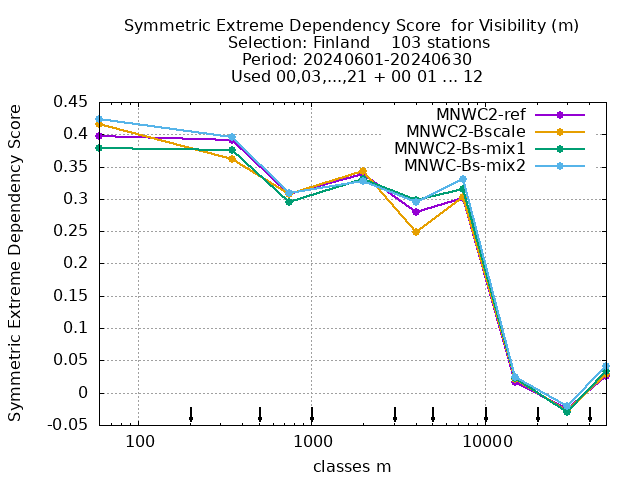 Symmetric Extreme Dependency Score  for Visibility (m)
Selection: Finland    103 stations
Period: 20240601-20240630
Used 00,03,...,21 + 00 01 ... 12
Symmetric Extreme Dependency Score
0.45
0.4
0.35
0.3
0.25
0.2
0.15
0.1
0.05
0
-0.05
MNWC2-ref
MNWC2-Bscale
MNWC2-Bs-mix1
MNWC-Bs-mix2
100
1000
10000
classes m